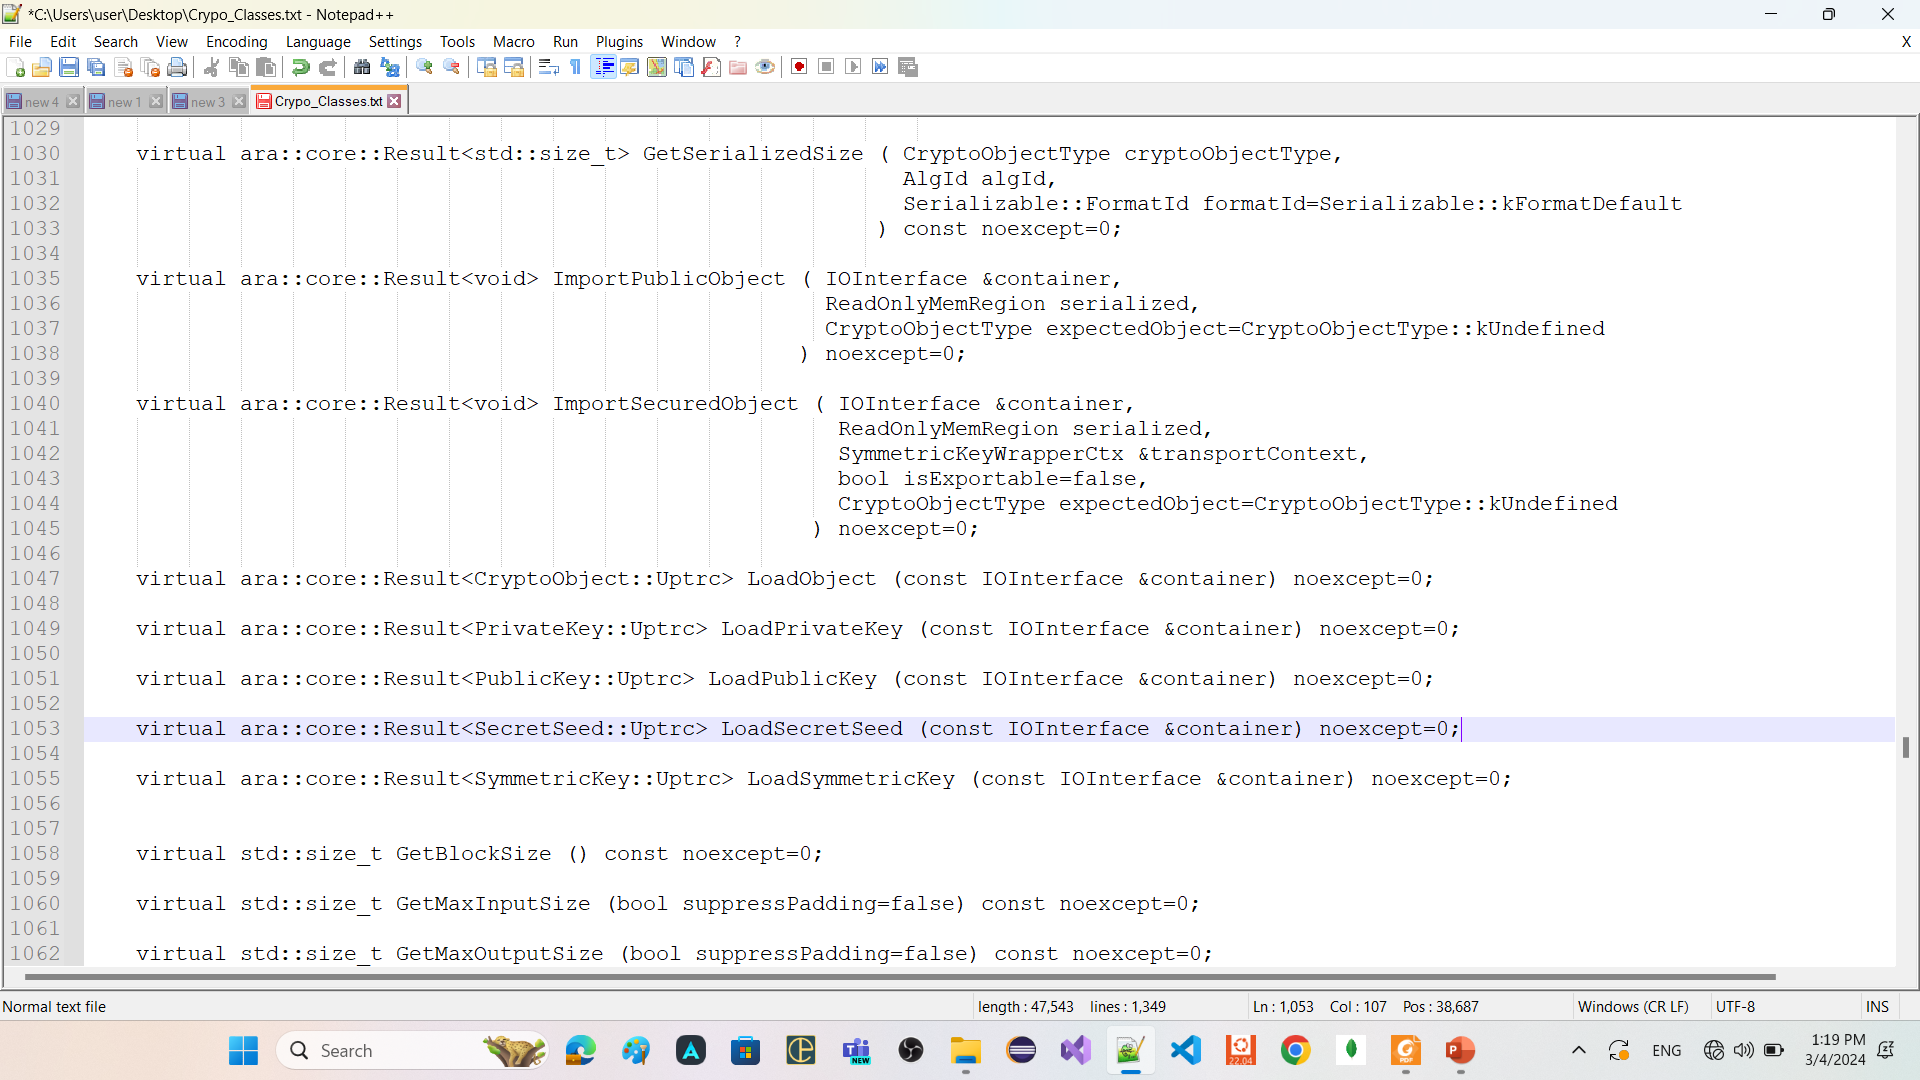 *C:\Users\user\Desktop\Crypo_Classes.txt - Notepad++
File Edit Search View Encoding Language Settings Tools Macro Run Plugins Window ? X
new 4 new 1 new 3 Crypo_Classes.txt
1029
1030 virtual ara::core::Result<std::size_t> GetSerializedSize ( CryptoObjectType cryptoObjectType,
1031 AlgId algId,
1032 Serializable::FormatId formatId=Serializable::kFormatDefault
1033 ) const noexcept=0;
1034
1035 virtual ara::core::Result<void> ImportPublicObject ( IOInterface &container,
1036 ReadOnlyMemRegion serialized,
1037 CryptoObjectType expectedObject=CryptoObjectType::kUndefined
1038 ) noexcept=0;
1039
1040 virtual ara::core::Result<void> ImportSecuredObject ( IOInterface &container,
1041 ReadOnlyMemRegion serialized,
1042 SymmetricKeyWrapperCtx &transportContext,
1043 bool isExportable=false,
1044 CryptoObjectType expectedObject=CryptoObjectType::kUndefined
1045 ) noexcept=0;
1046
1047 virtual ara::core::Result<CryptoObject::Uptrc> LoadObject (const IOInterface &container) noexcept=0;
1048
1049 virtual ara::core::Result<PrivateKey::Uptrc> LoadPrivateKey (const IOInterface &container) noexcept=0;
1050
1051 virtual ara::core::Result<PublicKey::Uptrc> LoadPublicKey (const IOInterface &container) noexcept=0;
1052
1053 virtual ara::core::Result<SecretSeed::Uptrc> LoadSecretSeed (const IOInterface &container) noexcept=0;
1054
1055 virtual ara::core::Result<SymmetricKey::Uptrc> LoadSymmetricKey (const IOInterface &container) noexcept=0;
1056
1057
1058 virtual std::size_t GetBlockSize () const noexcept=0;
1059
1060 virtual std::size_t GetMaxInputSize (bool suppressPadding=false) const noexcept=0;
1061
1062 virtual std::size_t GetMaxOutputSize (bool suppressPadding=false) const noexcept=0;
Normal text file length : 47,543 lines : 1,349 Ln : 1,053 Col : 107 Pos : 38,687 Windows (CR LF) UTF-8 INS
Search NEW 22.04 ENG 1:19 PM
3/4/2024